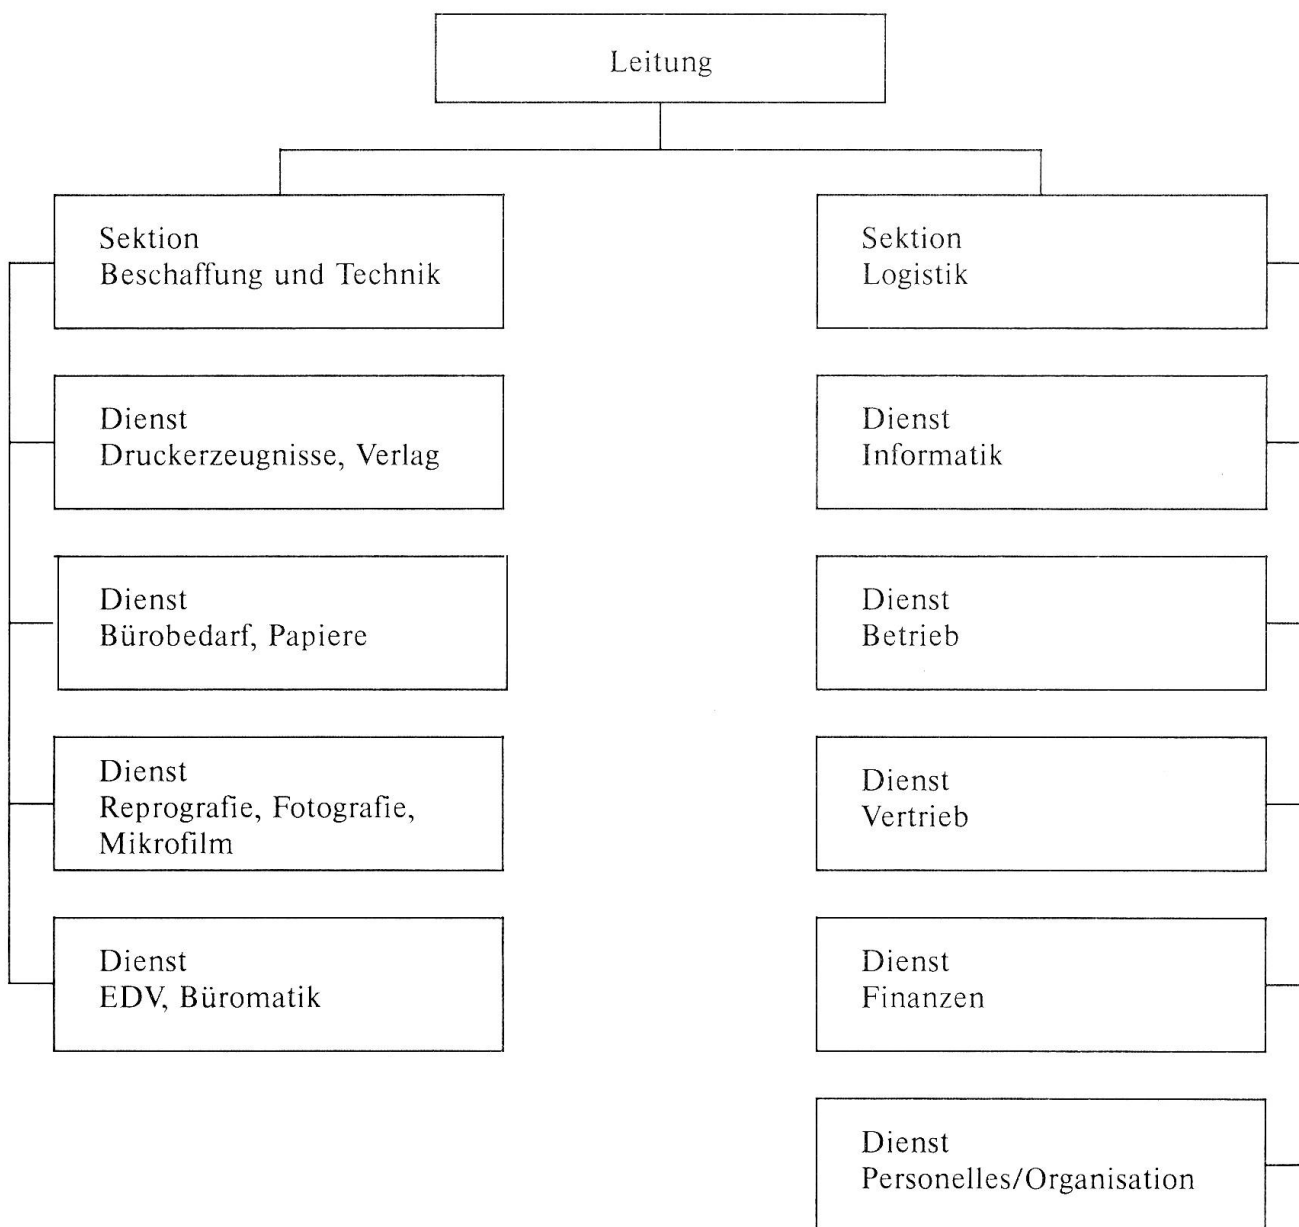 Leitung
Sektion
Beschaffung und Technik
Dienst
Druckerzeugnisse, Verlag
Dienst
Bürobedarf, Papiere
Dienst
Reprografie, Fotografie,
Mikrofilm
Dienst
EDV, Büromatik
Sektion
Logistik
Dienst
Informatik
Dienst
Betrieb
Dienst
Vertrieb
Dienst
Finanzen
Dienst
Personelles/Organisation